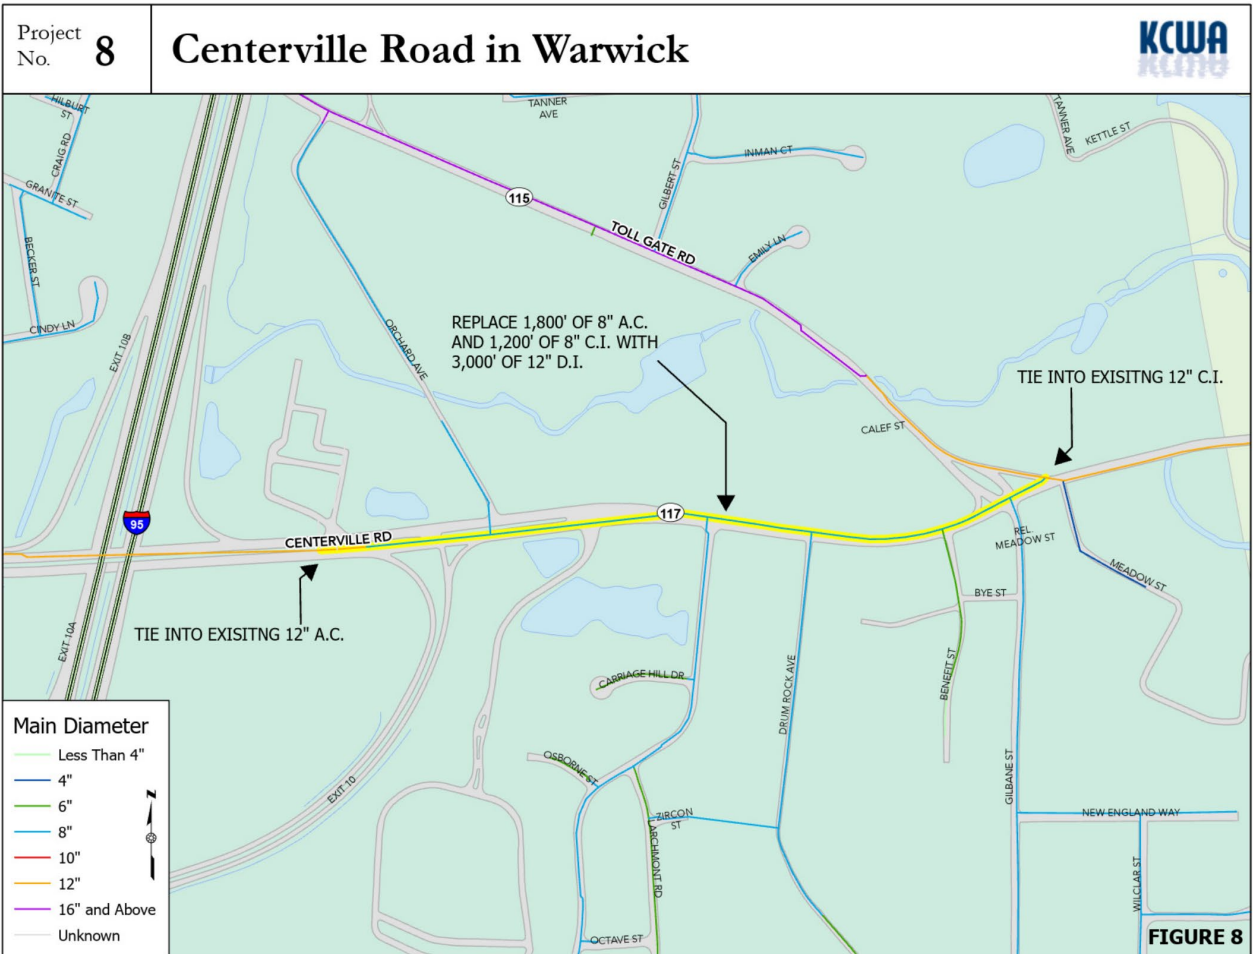 Project
No. 8
Centerville Road in Warwick
KCWA
HILBURT
ST
CRAIG RD
GRANITE ST
BECKER ST
CINDY LN
EXIT 10B
TANNER
AVE
115
TOLL GATE RD
GILBERT ST
INMAN CT
EMILY LN
TANNER AVE
KETTLE ST
ORCHARD AVE
REPLACE 1,800' OF 8" A.C.
AND 1,200' OF 8" C.I. WITH
3,000' OF 12" D.I.
TIE INTO EXISITNG 12" C.I.
CALEF ST
95
CENTERVILLE RD
117
REL
MEADOW ST
MEADOW ST
BYE ST
TIE INTO EXISITNG 12" A.C.
EXIT 10A
CARRIAGE HILL DR
DRUM ROCK AVE
BENEFIT ST
GILBANE ST
OSBORNE ST
EXIT 10
ZIRCON
ST
LARCHMONT RD
NEW ENGLAND WAY
WILCLAR ST
OCTAVE ST
Main Diameter
Less Than 4"
4"
6"
8"
10"
12"
16" and Above
Unknown
N
FIGURE 8